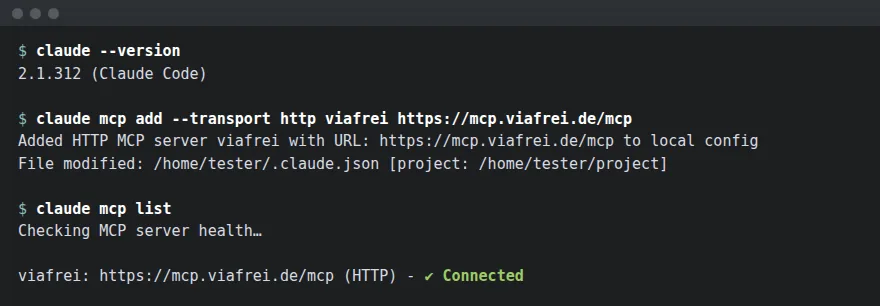 $ claude --version
2.1.312 (Claude Code)
$ claude mcp add --transport http viafrei https://mcp.viafrei.de/mcp
Added HTTP MCP server viafrei with URL: https://mcp.viafrei.de/mcp to local config
File modified: /home/tester/.claude.json [project: /home/tester/project]
$ claude mcp list
Checking MCP server health…
viafrei: https://mcp.viafrei.de/mcp (HTTP) - ✔ Connected